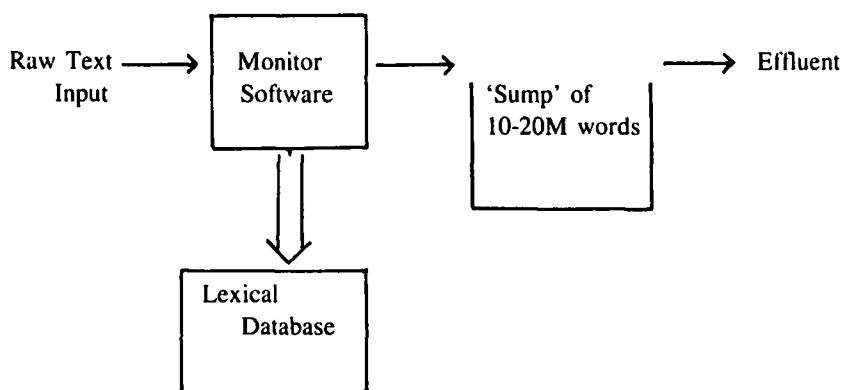 Raw Text
Input
Monitor
Software
'Sump' of
10-20M words
Effluent
Lexical
Database